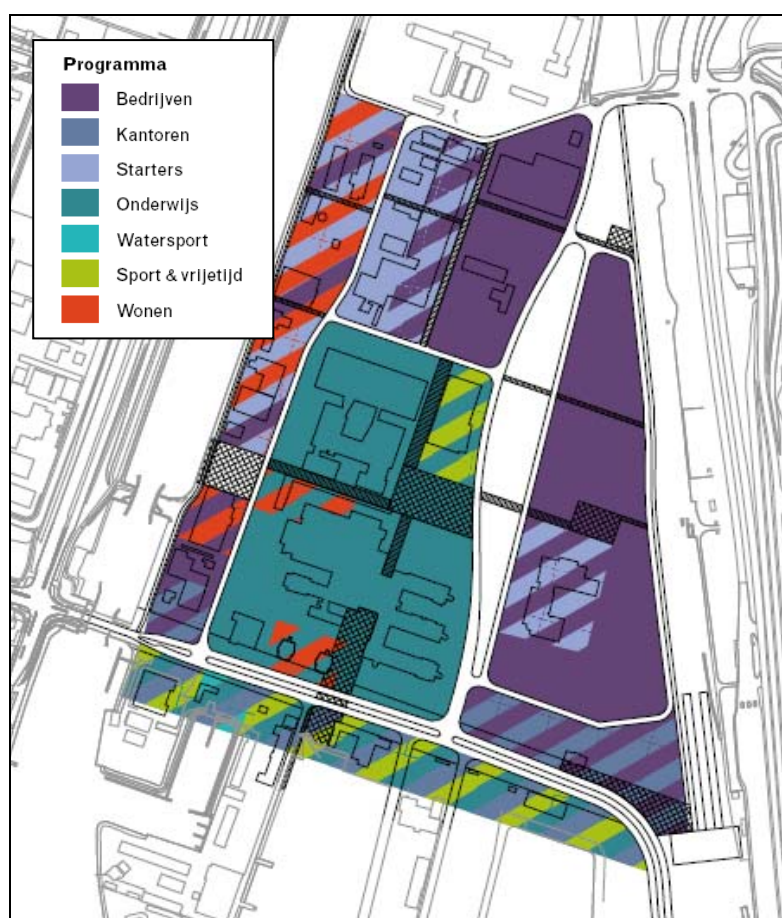 Programma
Bedrijven
Kantoren
Starters
Onderwijs
Watersport
Sport & vrijetijd
Wonen